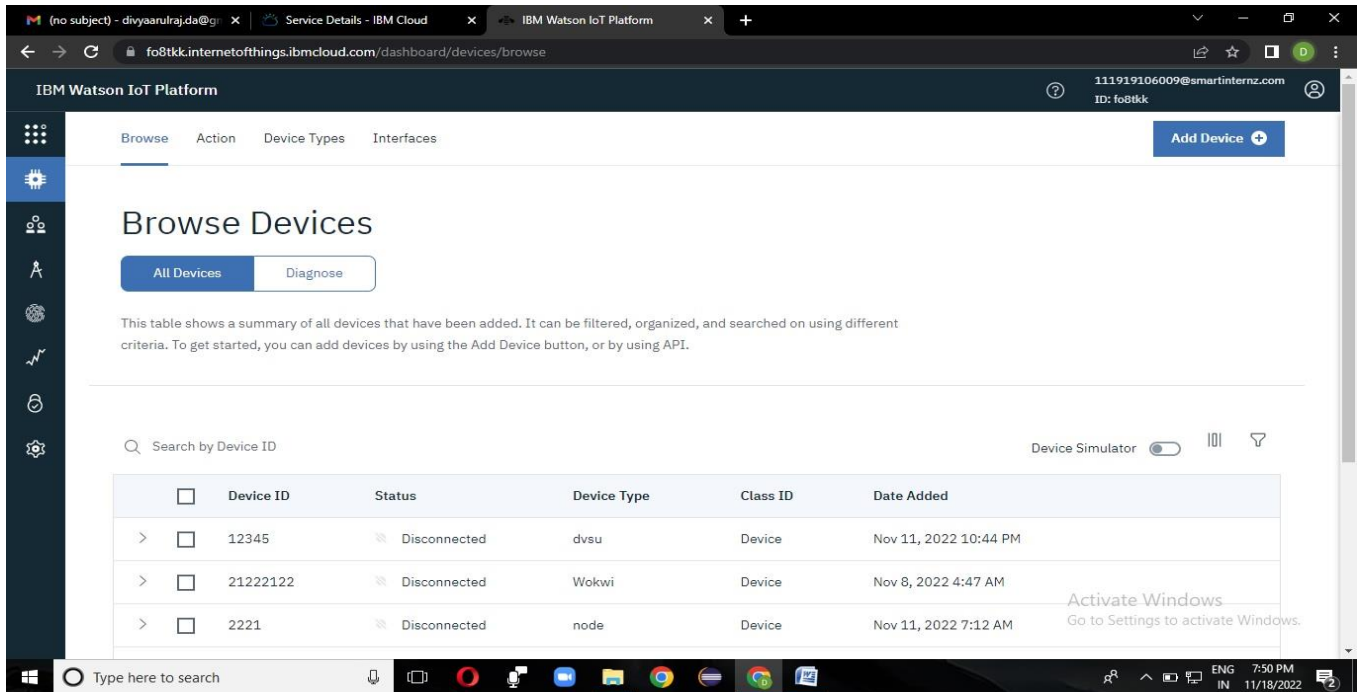 (no subject) - divyaarulraj.da@gm
Service Details - IBM Cloud
IBM Watson IoT Platform
fo8tkk.internetofthings.ibmcloud.com/dashboard/devices/browse
D
IBM Watson IoT Platform
111919106009@smartinternz.com
ID: fo8tkk
Browse Action Device Types Interfaces
Add Device
Browse Devices
All Devices Diagnose
This table shows a summary of all devices that have been added. It can be filtered, organized, and searched on using different
criteria. To get started, you can add devices by using the Add Device button, or by using API.
Search by Device ID
Device Simulator
Device ID Status Device Type Class ID Date Added
12345 Disconnected dvsu Device Nov 11, 2022 10:44 PM
21222122 Disconnected Wokwi Device Nov 8, 2022 4:47 AM
2221 Disconnected node Device Nov 11, 2022 7:12 AM
Activate Windows
Go to Settings to activate Windows.
Type here to search
ENG
IN
7:50 PM
11/18/2022
2